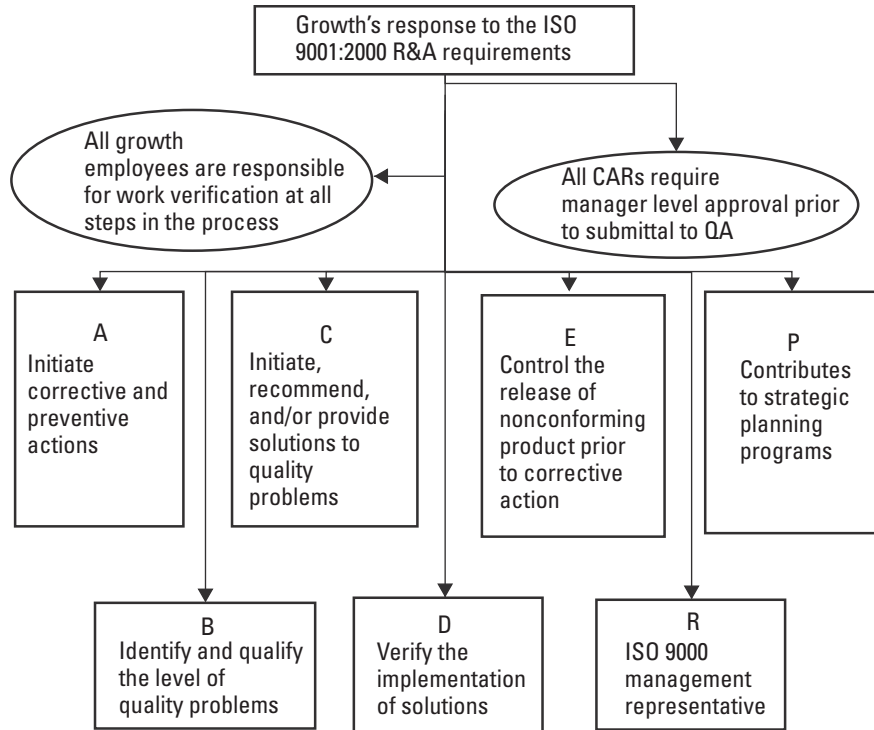 Growth's response to the ISO
9001:2000 R&A requirements
All growth
employees are responsible
for work verification at all
steps in the process
All CARs require
manager level approval prior
to submittal to QA
A
Initiate
corrective and
preventive
actions
C
Initiate,
recommend,
and/or provide
solutions to
quality
problems
E
Control the
release of
nonconforming
product prior
to corrective
action
P
Contributes
to strategic
planning
programs
B
Identify and qualify
the level of
quality problems
D
Verify the
implementation
of solutions
R
ISO 9000
management
representative